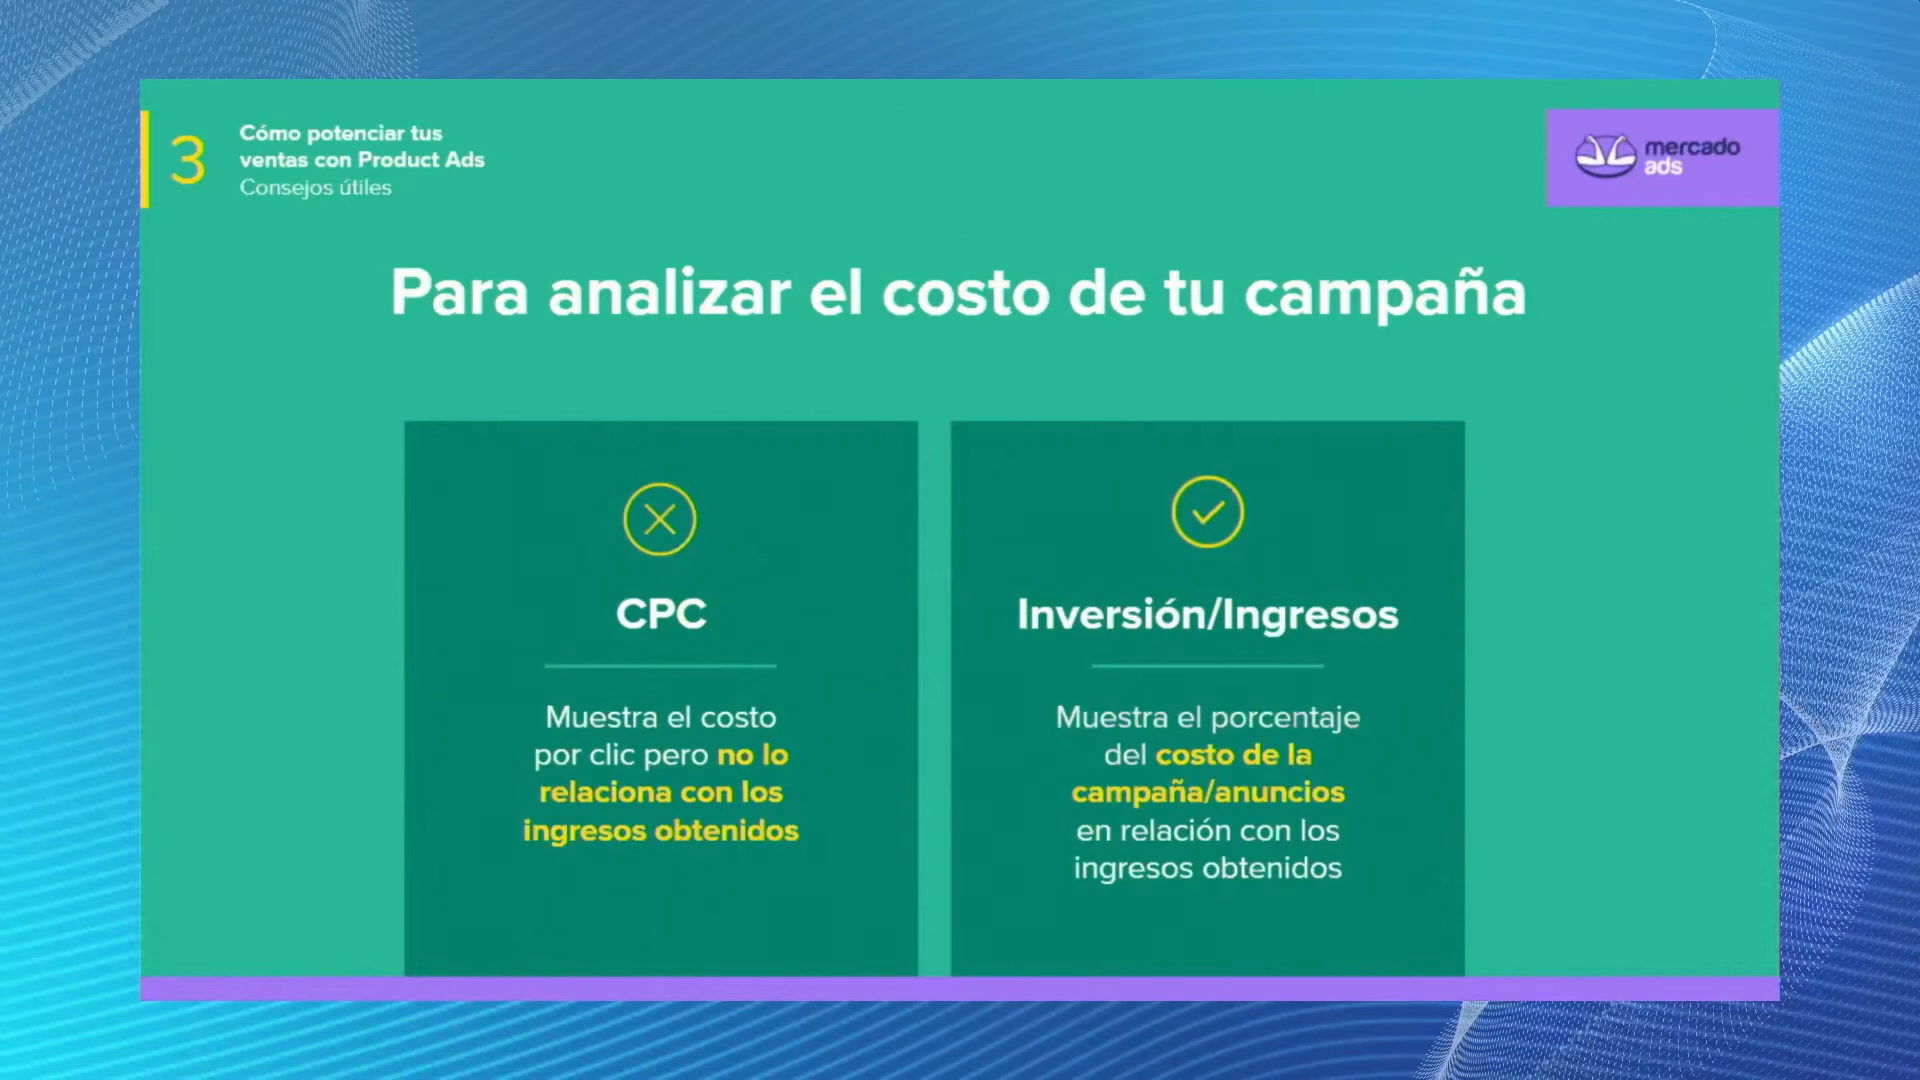 3
Cómo potenciar tus
ventas con Product Ads
Consejos útiles
mercado
ads
Para analizar el costo de tu campaña
CPC
Muestra el costo
por clic pero no lo
relaciona con los
ingresos obtenidos
Inversión/Ingresos
Muestra el porcentaje
del costo de la
campaña/anuncios
en relación con los
ingresos obtenidos